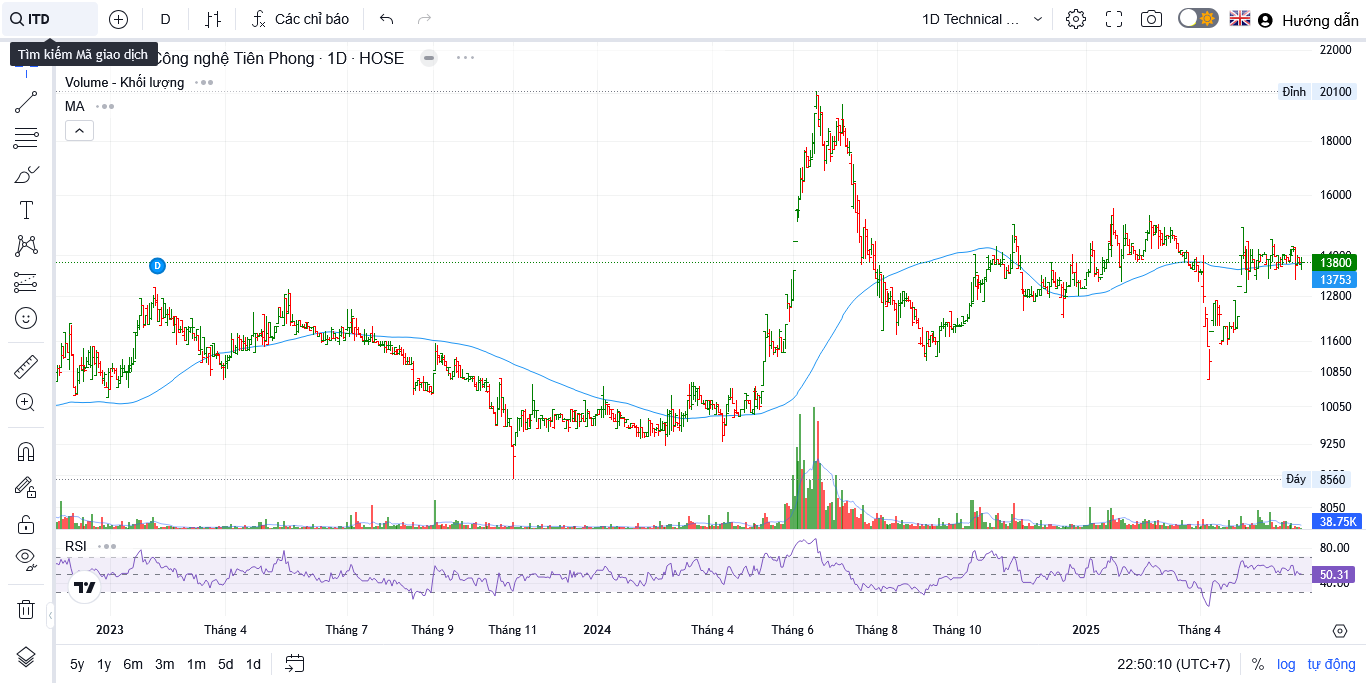 ITD
D
Các chỉ báo
1D Technical ...
Hướng dẫn
Tìm kiếm Mã giao dịch
Công nghệ Tiên Phong · 1D · HOSE
Volume - Khối lượng
MA
D
22000
Đỉnh 20100
18000
16000
13800
13753
12800
11600
10850
10050
9250
Đáy 8560
8050
38.75K
RSI
80.00
50.31
40.00
2023 Tháng 4 Tháng 7 Tháng 9 Tháng 11 2024 Tháng 4 Tháng 6 Tháng 8 Tháng 10 2025 Tháng 4
5y 1y 6m 3m 1m 5d 1d
22:50:10 (UTC+7) % log tự động